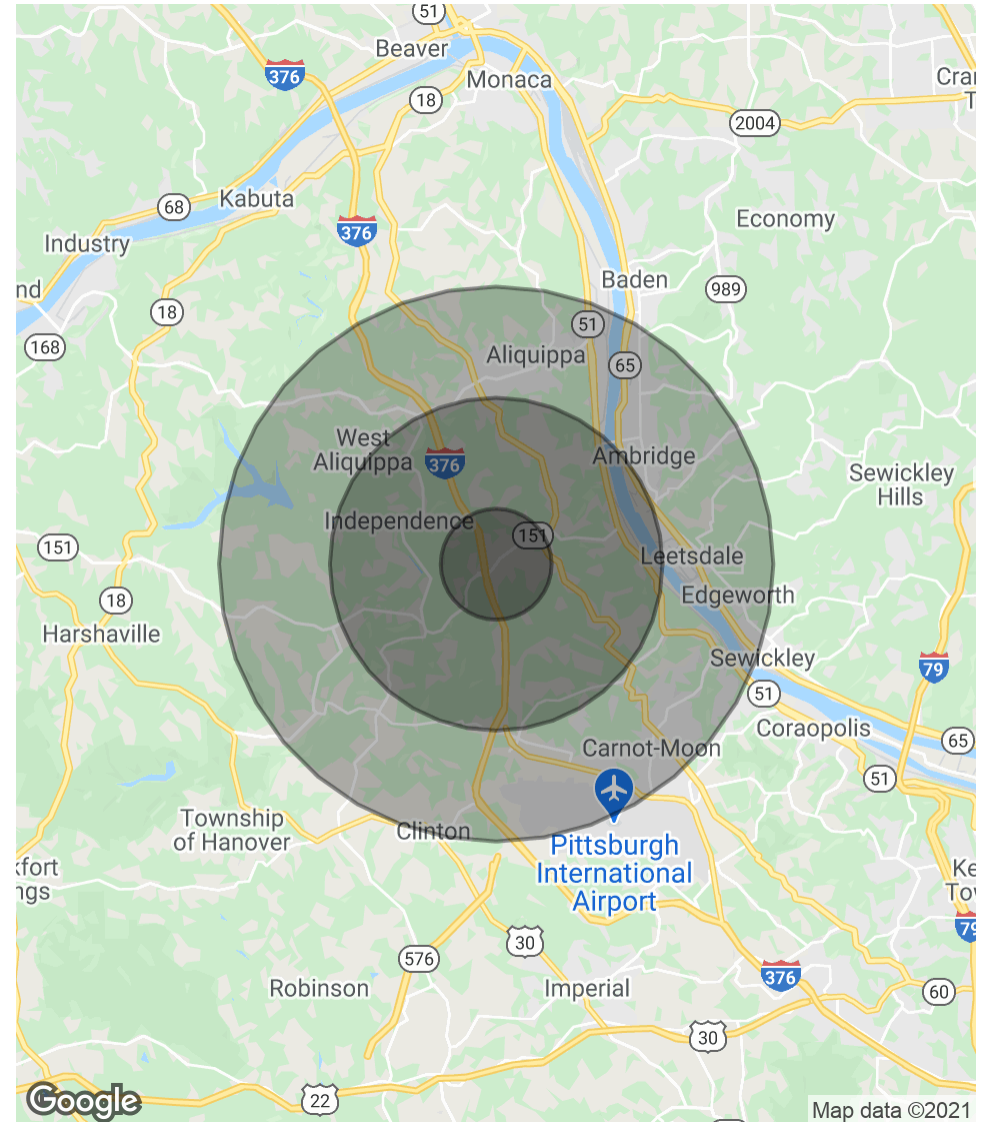 51
Beaver
376
Monaca
Cra
T
18
2004
Kabuta
68
376
Economy
Industry
Baden
nd
989
18
51
168
Aliquippa
65
West
Aliquippa
376
Ambridge
Sewickley
Hills
Independence
151
151
Leetsdale
Edgeworth
18
Harshaville
Sewickley
79
51
Coraopolis
65
Carnot-Moon
51
Township
of Hanover
Clinton
Pittsburgh
International
Airport
kfort
ngs
Ke
Tov
79
30
576
376
Robinson
Imperial
60
30
22
Google
Map data ©2021